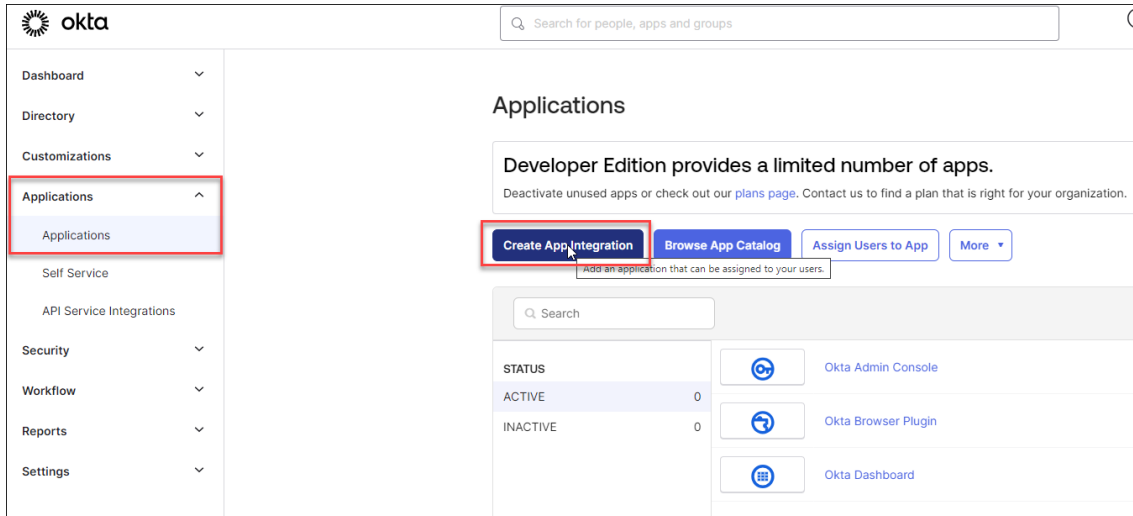 okta
Search for people, apps and groups
Dashboard
Directory
Customizations
Applications
Applications
Self Service
API Service Integrations
Security
Workflow
Reports
Settings
Applications
Developer Edition provides a limited number of apps.
Deactivate unused apps or check out our plans page. Contact us to find a plan that is right for your organization.
Create App Integration Browse App Catalog Assign Users to App More
Add an application that can be assigned to your users.
Search
STATUS
ACTIVE 0
INACTIVE 0
Okta Admin Console
Okta Browser Plugin
Okta Dashboard